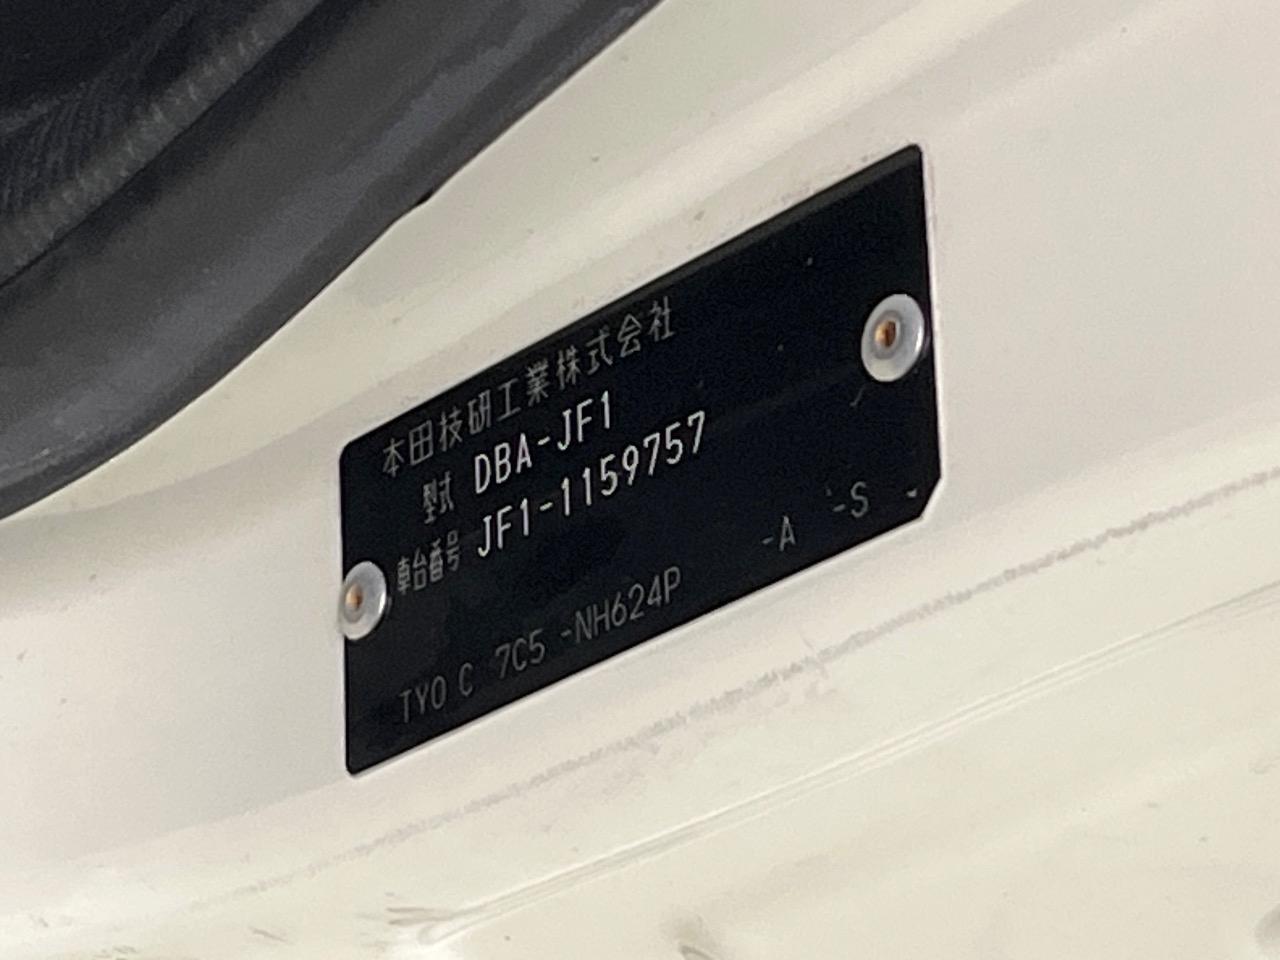 本田技研工業株式会社
型式 DBA-JF1
車台番号 JF1-1159757
TYO C 7C5 -NH624P -A -S -